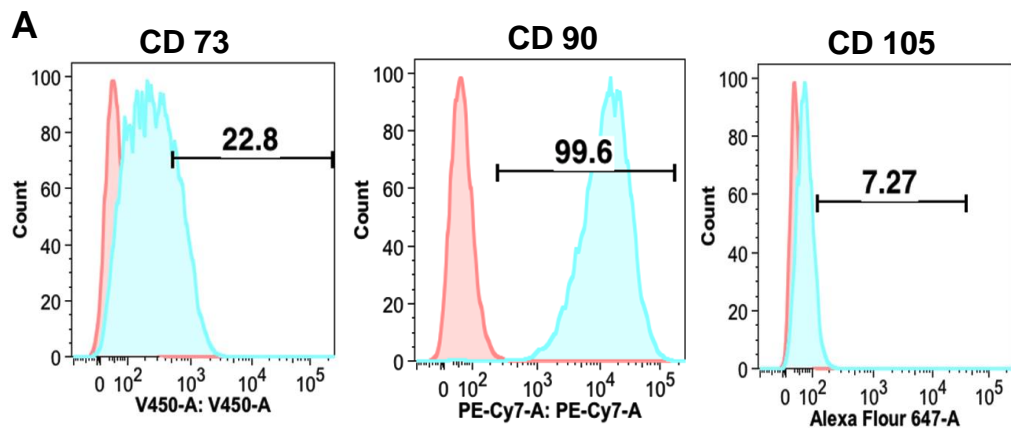 A
CD 73
CD 90
CD 105
100
80
60
40
20
0
Count
22.8
0 10² 10³ 10⁴ 10⁵
V450-A: V450-A
100
80
60
40
20
0
Count
99.6
0 10² 10³ 10⁴ 10⁵
PE-Cy7-A: PE-Cy7-A
100
80
60
40
20
0
Count
7.27
0 10² 10³ 10⁴ 10⁵
Alexa Flour 647-A